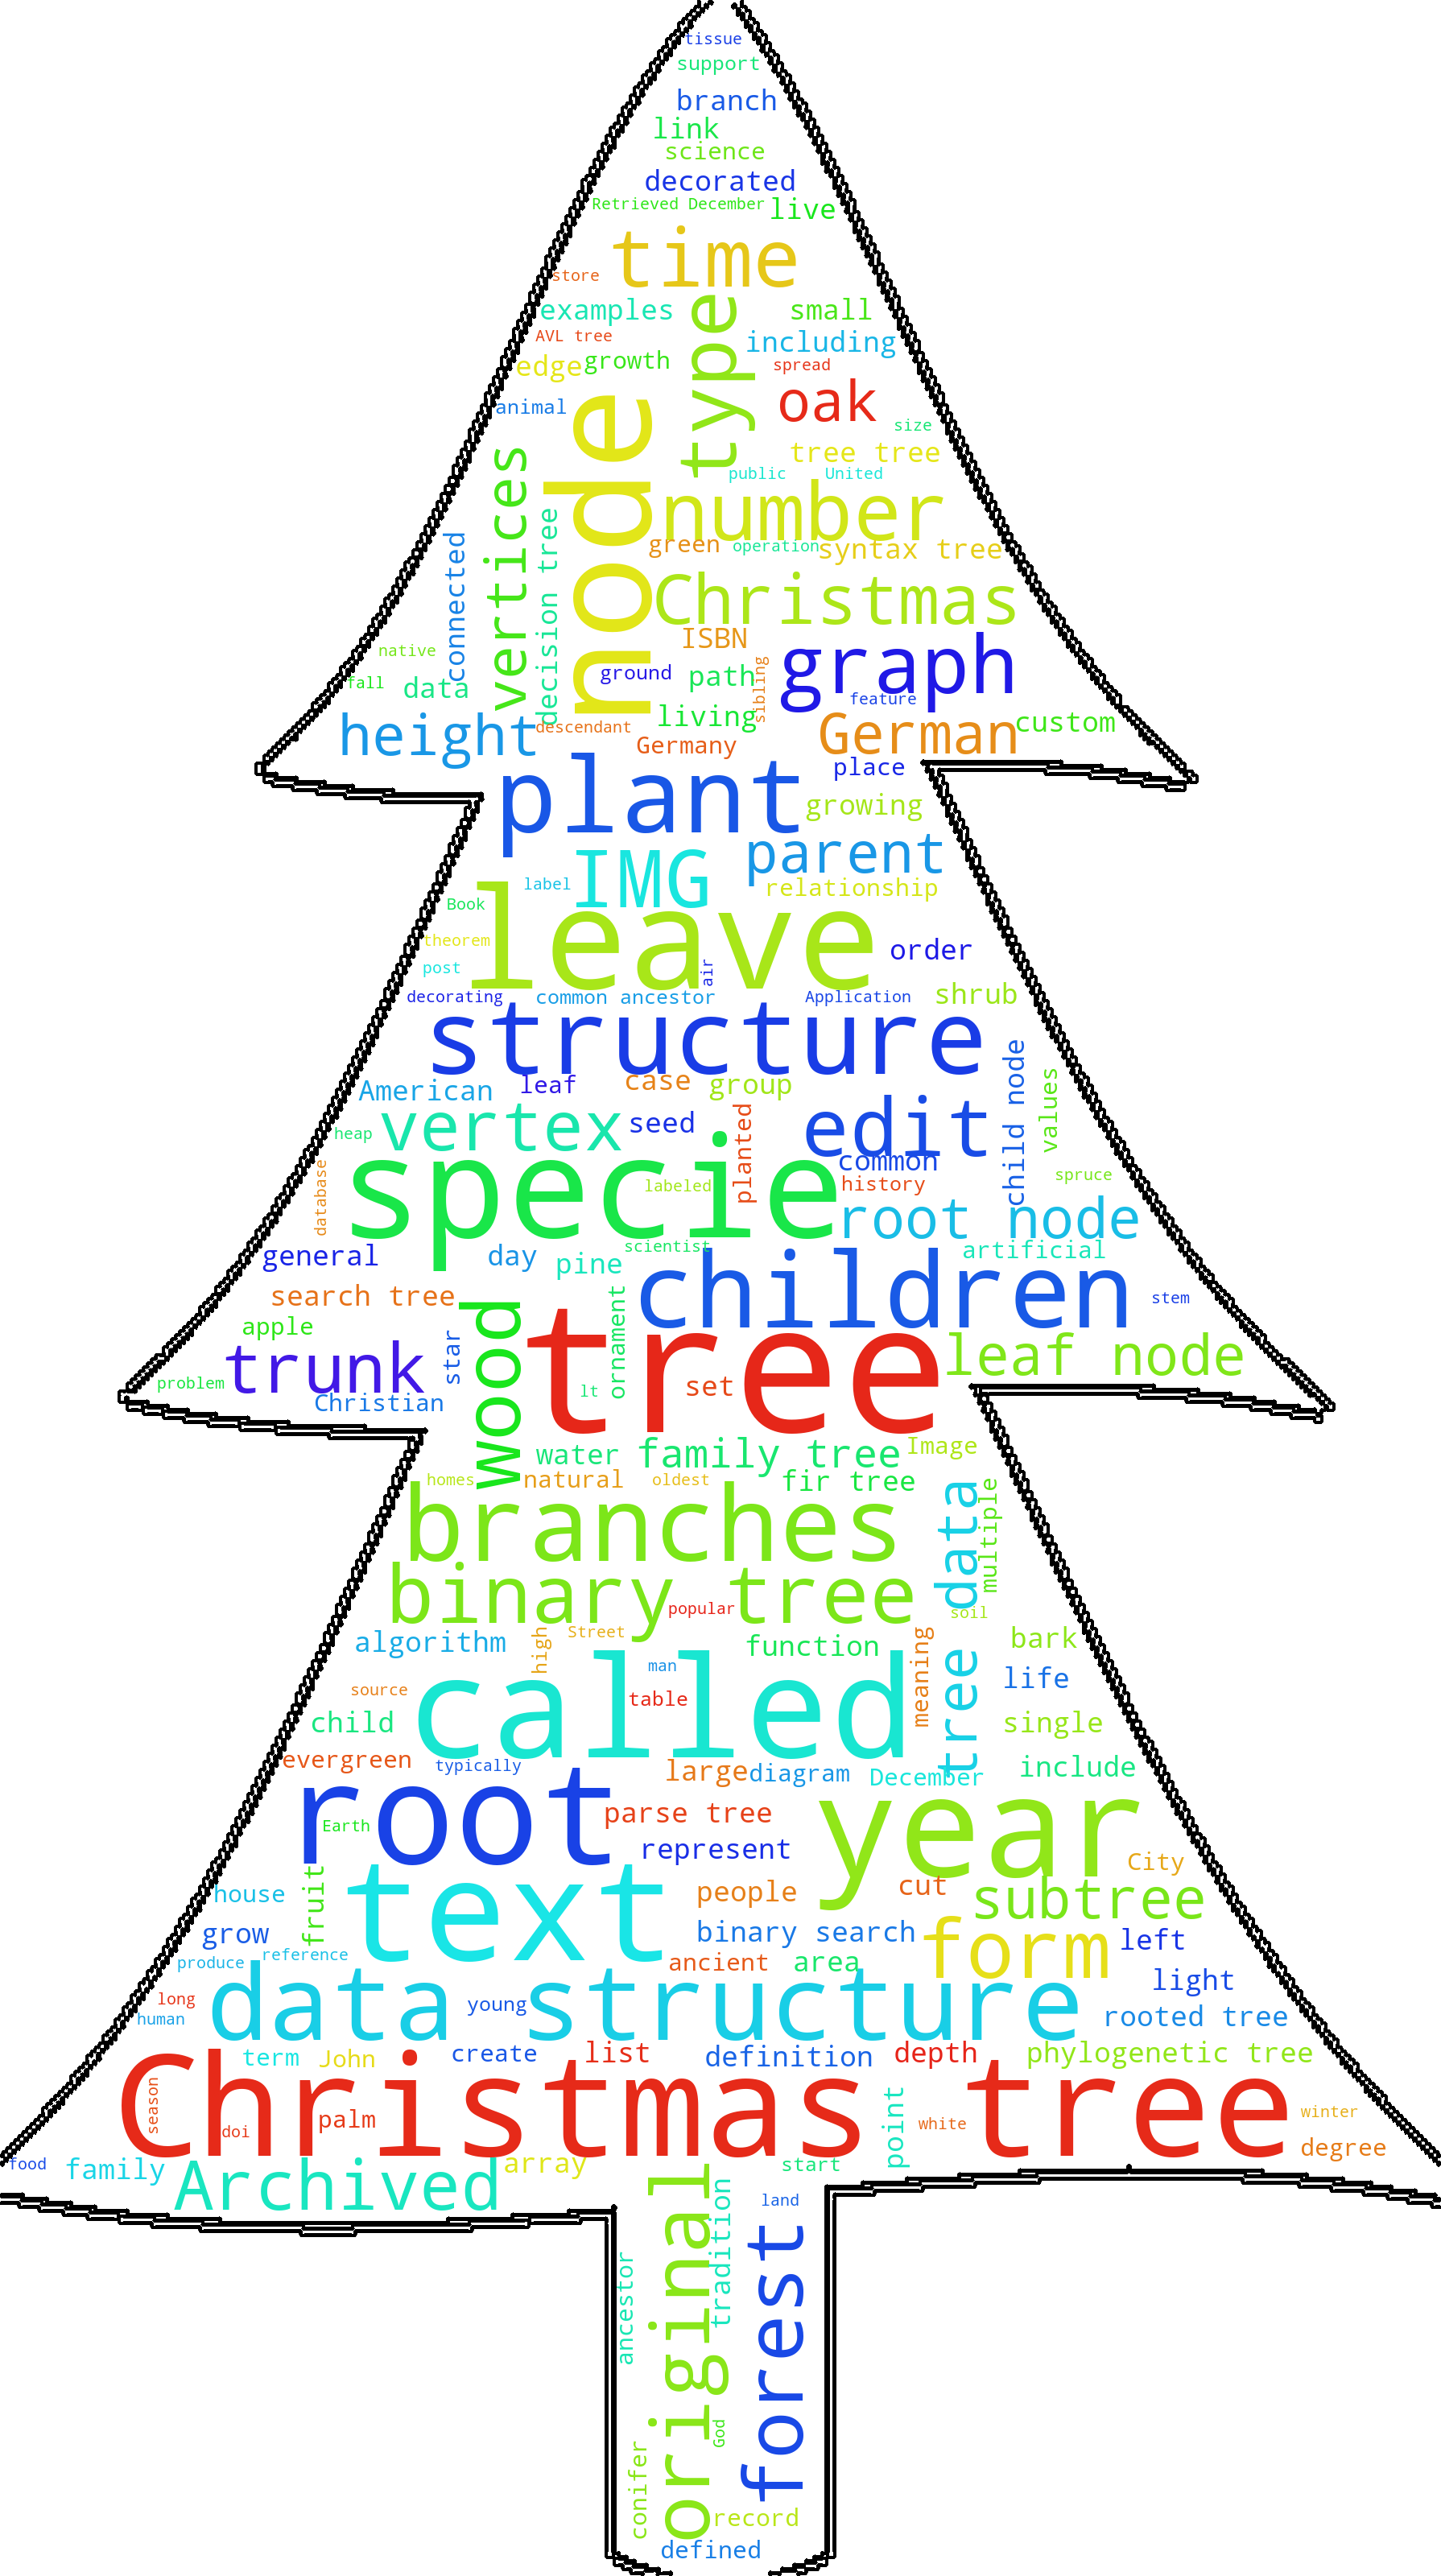 tissue
support
branch
link
science
decorated
Retrieved December
live
time
store
examples
type
small
AVL tree
including
edge
growth
spread
animal
node
oak
size
tree tree
vertices
public
United
number
connected
decision tree
green
operation
syntax tree
Christmas
ISBN
native
ground
path
sibling
graph
fall
data
feature
height
descendant
living
German
custom
Germany
plant
place
growing
IMG
parent
label
relationship
Book
leave
theorem
order
post
air
decorating
common ancestor
Application
shrub
structure
American
leaf
case
group
child node
values
heap
vertex
seed
planted
edit
database
specie
labeled
common
history
spruce
root node
general
day
pine
scientist
artificial
search tree
wood
ornament
children
stem
apple
trunk
star
tree
leaf node
problem
Christian
lt
set
water
family tree
Image
homes
natural
oldest
fir tree
branches
tree data
multiple
binary tree
popular
soil
algorithm
high
Street
function
meaning
bark
called
man
life
source
table
child
single
evergreen
typically
large
diagram
December
include
root
year
Earth
parse tree
represent
City
house
fruit
text
people
cut
subtree
grow
binary search
form
left
produce
reference
ancient
area
light
long
data structure
young
human
rooted tree
term
John
create
list
definition
depth
phylogenetic tree
Christmas tree
season
doi
palm
point
white
winter
degree
food
family
Archived
array
start
original
tradition
land
forest
ancestor
conifer
God
record
defined